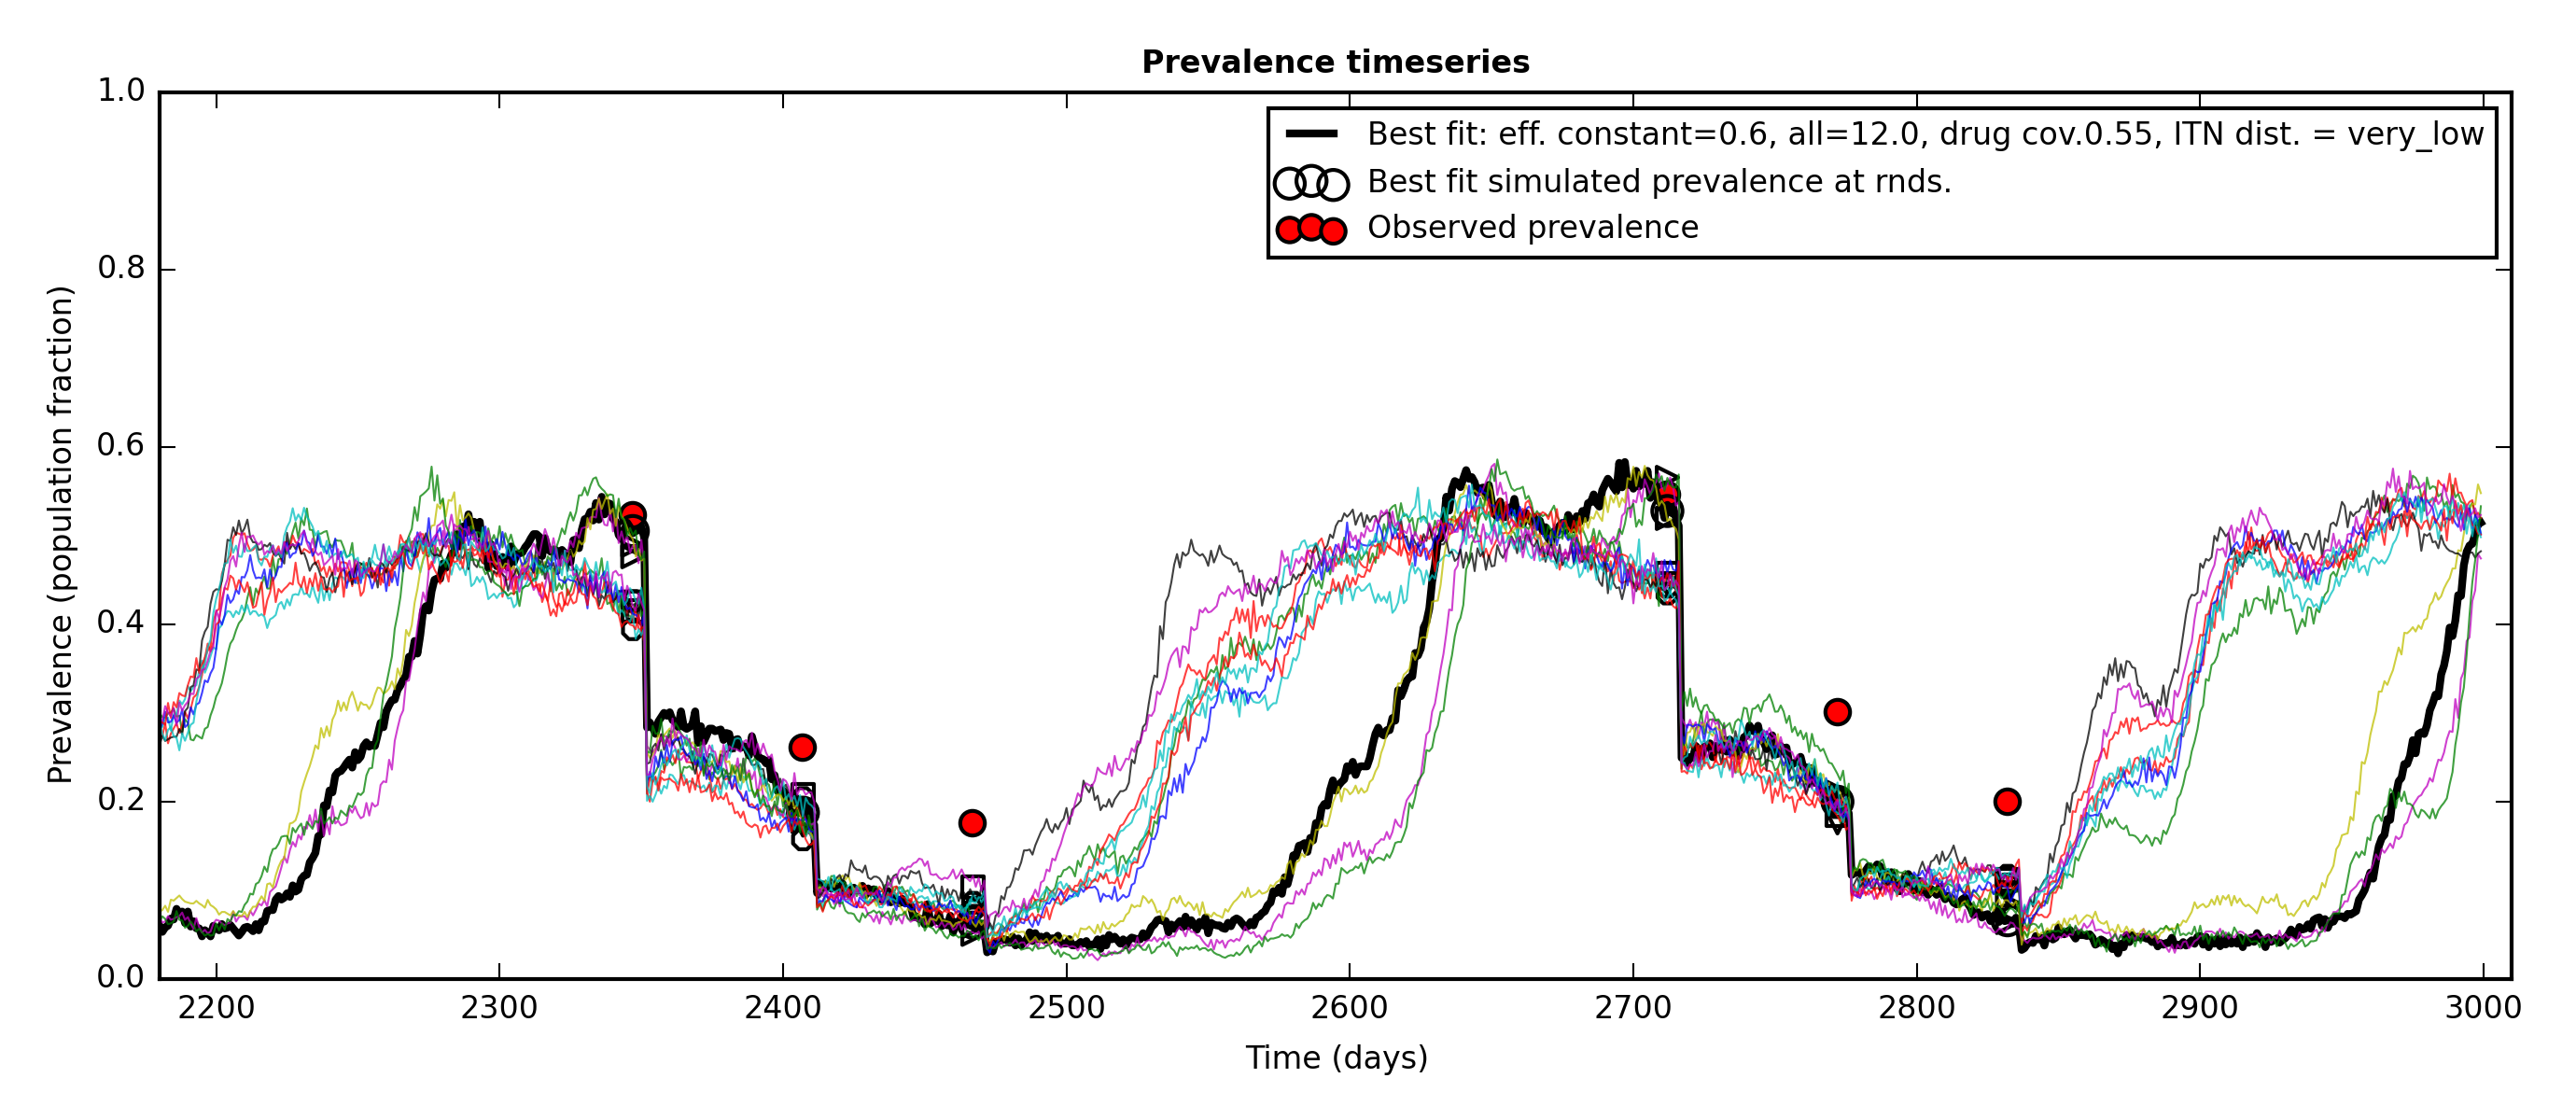 Prevalence timeseries
1.0
0.8
0.6
0.4
0.2
0.0
Prevalence (population fraction)
Best fit: eff. constant=0.6, all=12.0, drug cov.0.55, ITN dist. = very_low
Best fit simulated prevalence at rnds.
Observed prevalence
2200 2300 2400 2500 2600 2700 2800 2900 3000
Time (days)